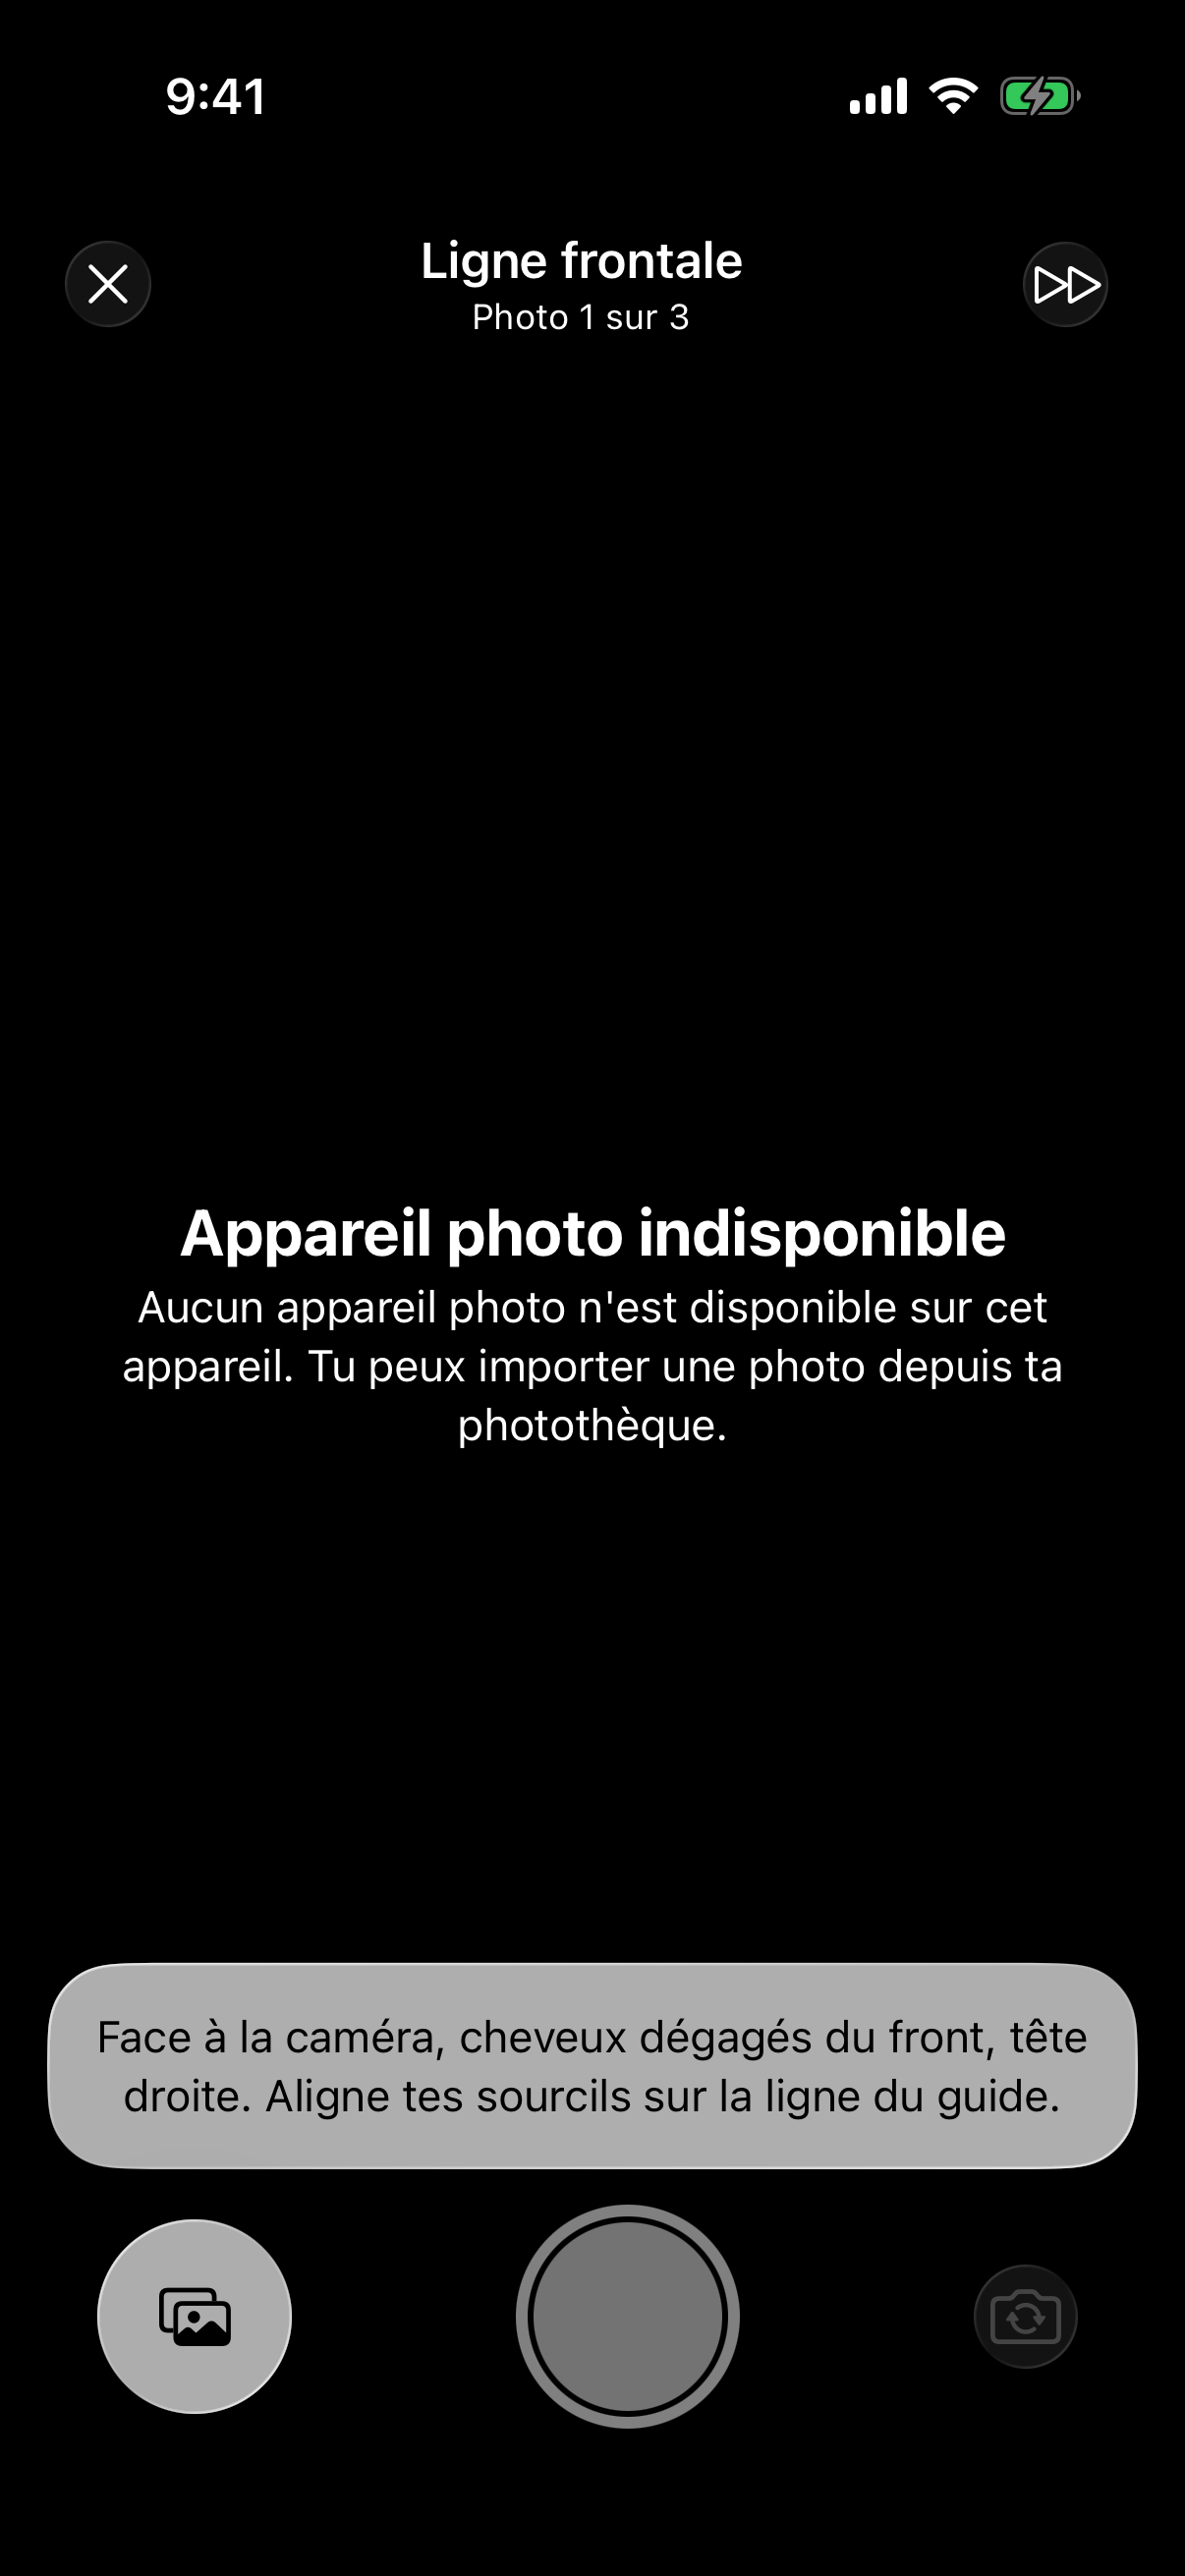 9:41
Ligne frontale
Photo 1 sur 3
Appareil photo indisponible
Aucun appareil photo n'est disponible sur cet
appareil. Tu peux importer une photo depuis ta
photothèque.
Face à la caméra, cheveux dégagés du front, tête
droite. Aligne tes sourcils sur la ligne du guide.